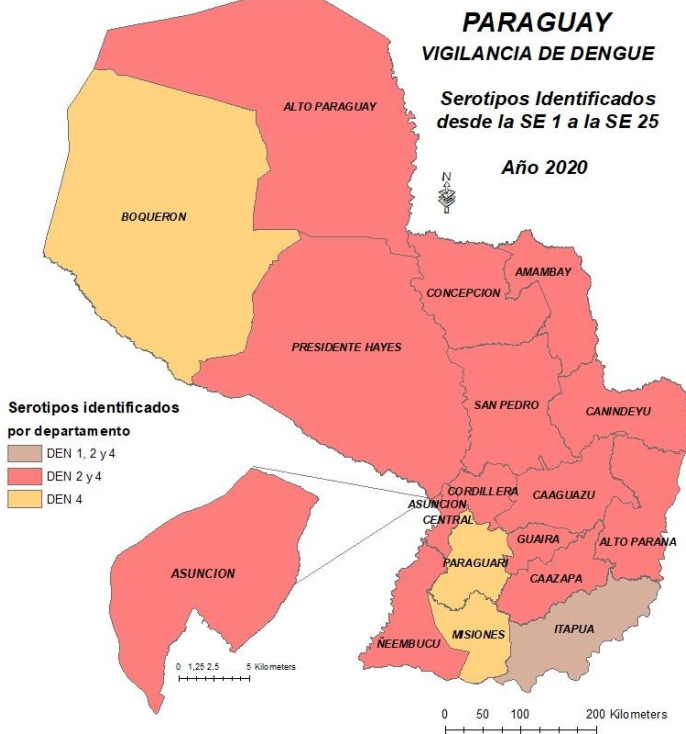 PARAGUAY
VIGILANCIA DE DENGUE
Serotipos Identificados
desde la SE 1 a la SE 25
Año 2020
N
ALTO PARAGUAY
BOQUERON
AMAMBAY
CONCEPCION
PRESIDENTE HAYES
SAN PEDRO
CANINDEYU
Serotipos identificados
por departamento
DEN 1, 2 y 4
DEN 2 y 4
DEN 4
CORDILLERA
CAAGUAZU
ASUNCION
CENTRAL
GUAIRA
ALTO PARANA
PARAGUARI
CAAZAPA
ASUNCION
ITAPUA
MISIONES
ÑEEMBUCU
0 1,25 2,5 5 Kilometers
0 50 100 200 Kilometers